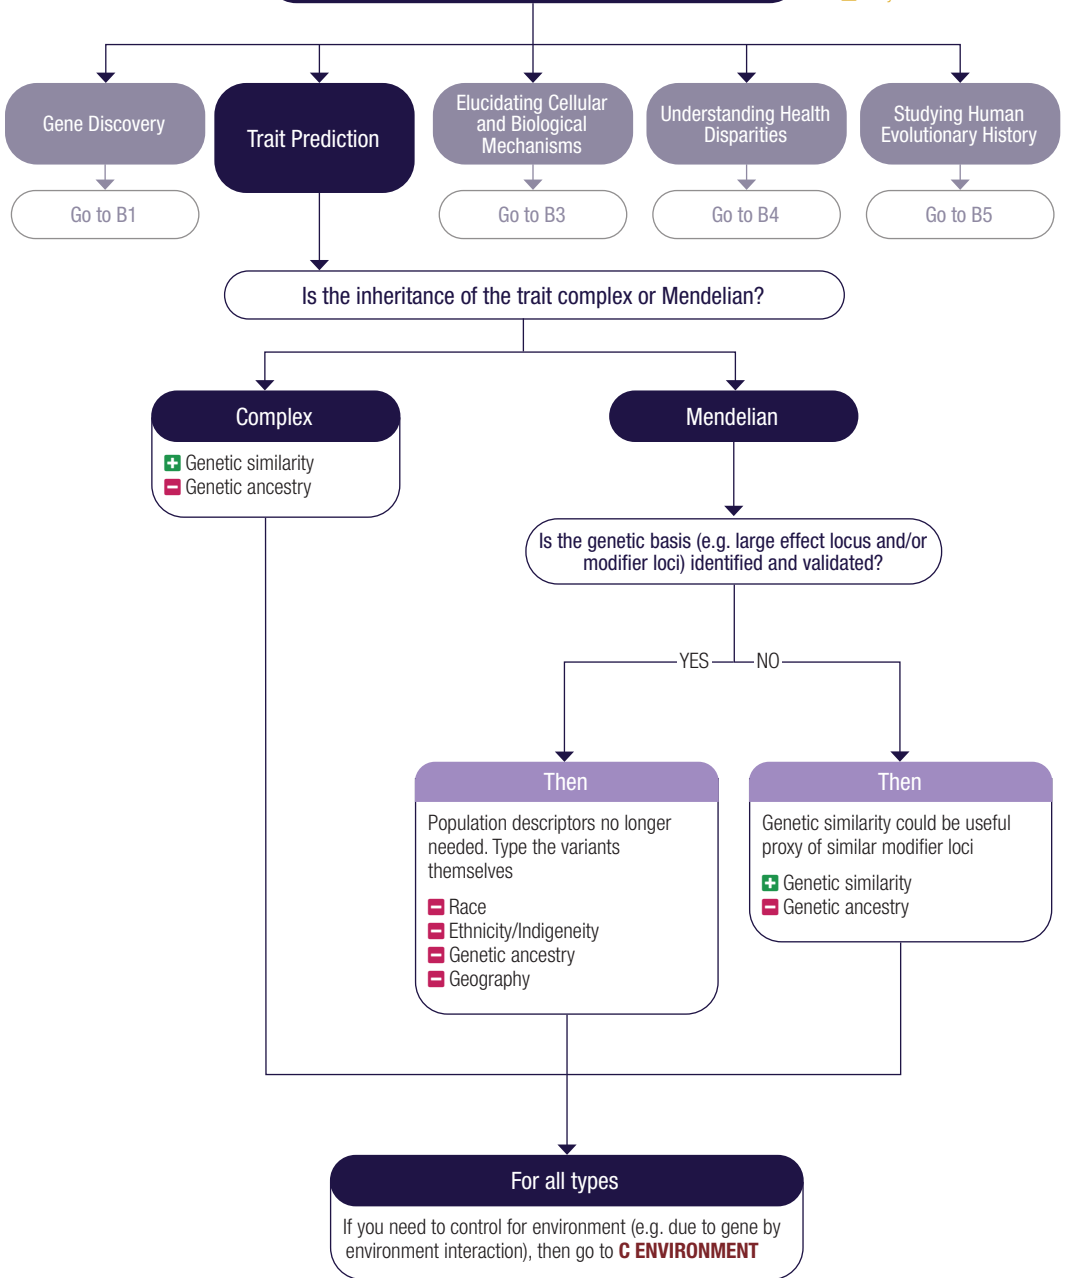 Gene Discovery
Trait Prediction
Elucidating Cellular
and Biological
Mechanisms
Understanding Health
Disparities
Studying Human
Evolutionary History
Go to B1
Go to B3
Go to B4
Go to B5
Is the inheritance of the trait complex or Mendelian?
Complex
Genetic similarity
Genetic ancestry
Mendelian
Is the genetic basis (e.g. large effect locus and/or
modifier loci) identified and validated?
YES
NO
Then
Population descriptors no longer
needed. Type the variants
themselves
Race
Ethnicity/Indigeneity
Genetic ancestry
Geography
Then
Genetic similarity could be useful
proxy of similar modifier loci
Genetic similarity
Genetic ancestry
For all types
If you need to control for environment (e.g. due to gene by
environment interaction), then go to C ENVIRONMENT